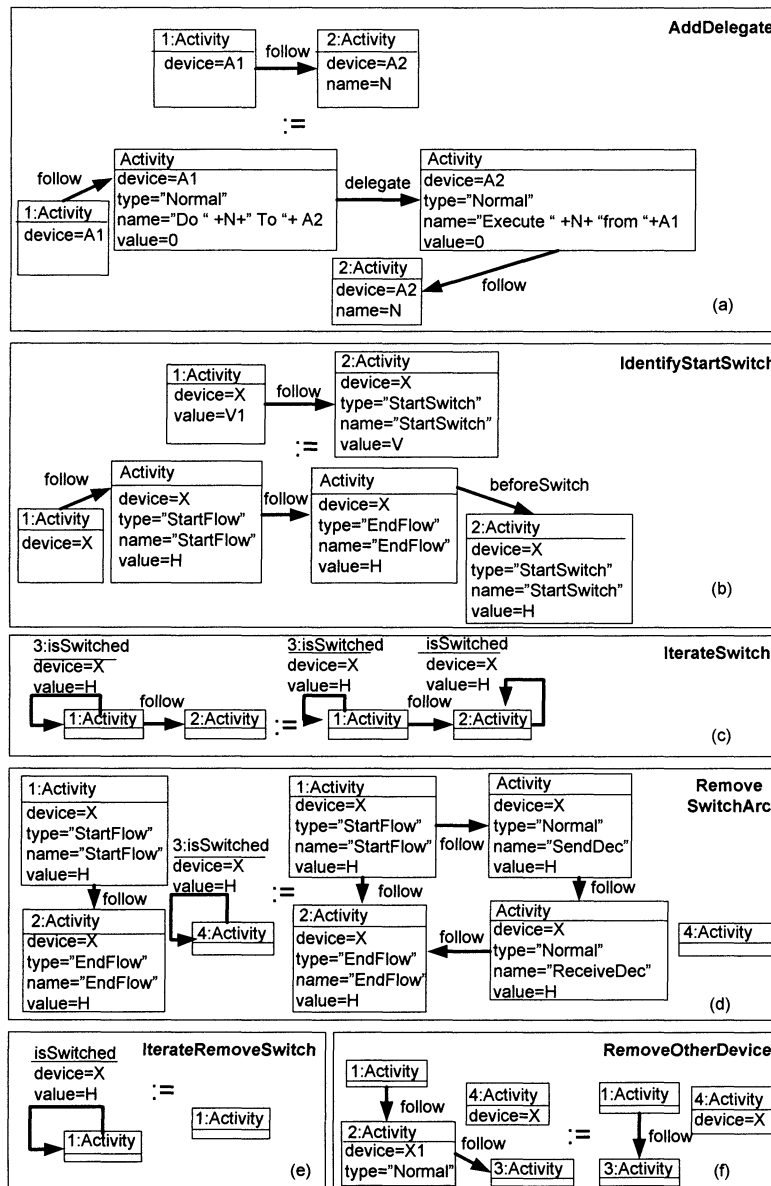 AddDelegate
1:Activity
device=A1
follow
2:Activity
device=A2
name=N
:=
follow
1:Activity
device=A1
Activity
device=A1
type="Normal"
name="Do " +N+" To "+ A2
value=0
delegate
Activity
device=A2
type="Normal"
name="Execute " +N+ "from "+A1
value=0
2:Activity
device=A2
name=N
follow
(a)
IdentifyStartSwitch
1:Activity
device=X
value=V1
follow
2:Activity
device=X
type="StartSwitch"
name="StartSwitch"
value=V
:=
follow
1:Activity
device=X
Activity
device=X
type="StartFlow"
name="StartFlow"
value=H
follow
Activity
device=X
type="EndFlow"
name="EndFlow"
value=H
beforeSwitch
2:Activity
device=X
type="StartSwitch"
name="StartSwitch"
value=H
(b)
IterateSwitch
3:isSwitched
device=X
value=H
1:Activity
follow
2:Activity
:=
3:isSwitched
device=X
value=H
1:Activity
follow
isSwitched
device=X
value=H
2:Activity
(c)
Remove
SwitchArc
1:Activity
device=X
type="StartFlow"
name="StartFlow"
value=H
follow
2:Activity
device=X
type="EndFlow"
name="EndFlow"
value=H
3:isSwitched
device=X
value=H
4:Activity
:=
1:Activity
device=X
type="StartFlow"
name="StartFlow"
value=H
follow
Activity
device=X
type="Normal"
name="SendDec"
value=H
follow
follow
2:Activity
device=X
type="EndFlow"
name="EndFlow"
value=H
follow
Activity
device=X
type="Normal"
name="ReceiveDec"
value=H
4:Activity
(d)
IterateRemoveSwitch
isSwitched
device=X
value=H
1:Activity
:=
1:Activity
(e)
RemoveOtherDevice
1:Activity
follow
2:Activity
device=X1
type="Normal"
4:Activity
device=X
follow
3:Activity
:=
1:Activity
follow
3:Activity
4:Activity
device=X
(f)